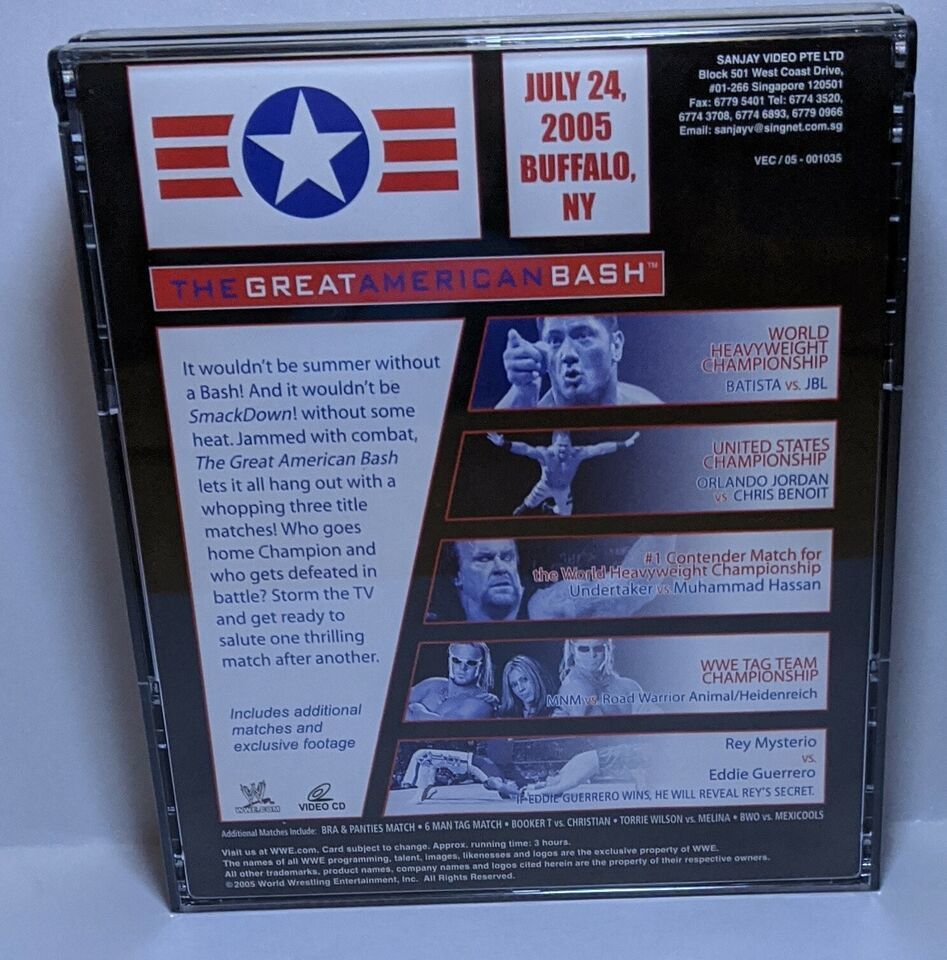 JULY 24,
2005
BUFFALO,
NY
SANJAY VIDEO PTE LTD
Block 501 West Coast Drive,
#01-266 Singapore 120501
Fax: 6779 5401 Tel: 6774 3520,
6774 3708, 6774 6893, 6779 0966
Email: sanjayv@singnet.com.sg
VEC / 05 - 001035
THE GREAT AMERICAN BASH™
It wouldn't be summer without
a Bash! And it wouldn't be
SmackDown! without some
heat. Jammed with combat,
The Great American Bash
lets it all hang out with a
whopping three title
matches! Who goes
home Champion and
who gets defeated in
battle? Storm the TV
and get ready to
salute one thrilling
match after another.
Includes additional
matches and
exclusive footage
WWE.COM
VIDEO CD
WORLD
HEAVYWEIGHT
CHAMPIONSHIP
BATISTA vs. JBL
UNITED STATES
CHAMPIONSHIP
ORLANDO JORDAN
vs CHRIS BENOIT
#1 Contender Match for
the World Heavyweight Championship
Undertaker vs Muhammad Hassan
WWE TAG TEAM
CHAMPIONSHIP
MNM vs. Road Warrior Animal/Heidenreich
Rey Mysterio
vs.
Eddie Guerrero
IF EDDIE GUERRERO WINS, HE WILL REVEAL REY'S SECRET.
Additional Matches Include: BRA & PANTIES MATCH • 6 MAN TAG MATCH • BOOKER T vs. CHRISTIAN • TORRIE WILSON vs. MELINA • BWO vs. MEXICOOLS
Visit us at WWE.com. Card subject to change. Approx. running time: 3 hours.
The names of all WWE programming, talent, images, likenesses and logos are the exclusive property of WWE.
All other trademarks, product names, company names and logos cited herein are the property of their respective owners.
©2005 World Wrestling Entertainment, Inc. All Rights Reserved.